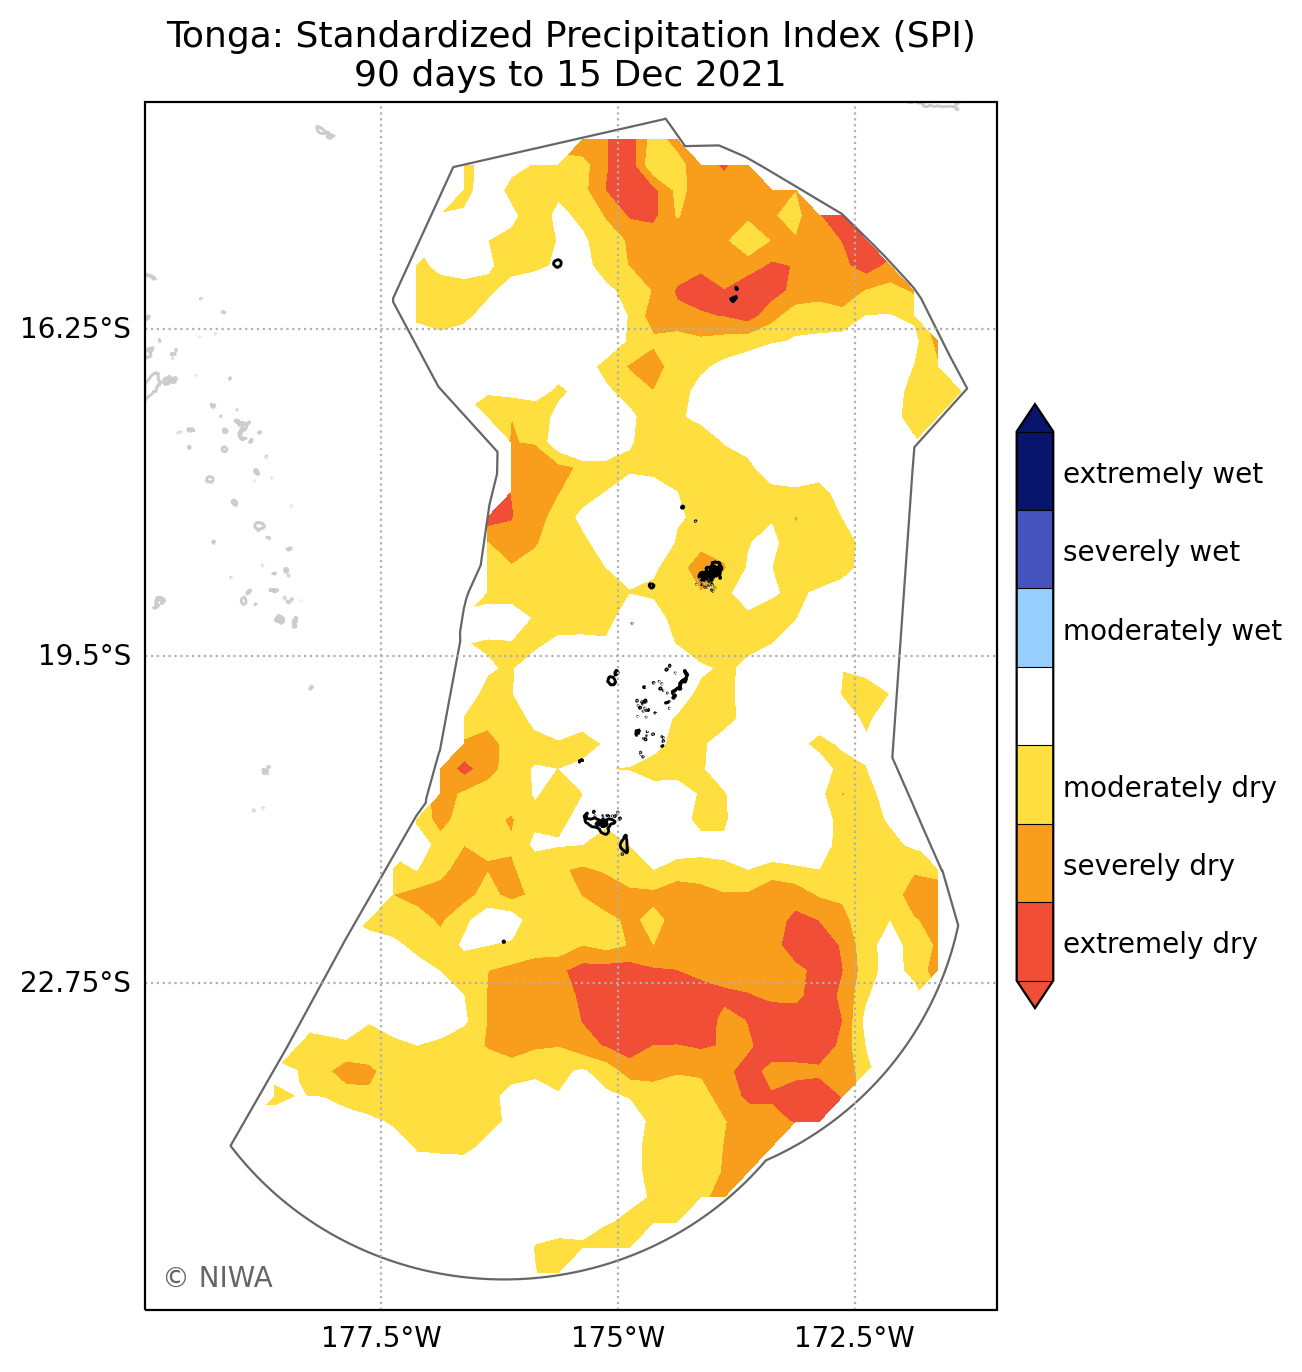 Tonga: Standardized Precipitation Index (SPI)
90 days to 15 Dec 2021
16.25°S
19.5°S
22.75°S
177.5°W
175°W
172.5°W
extremely wet
severely wet
moderately wet
moderately dry
severely dry
extremely dry
© NIWA